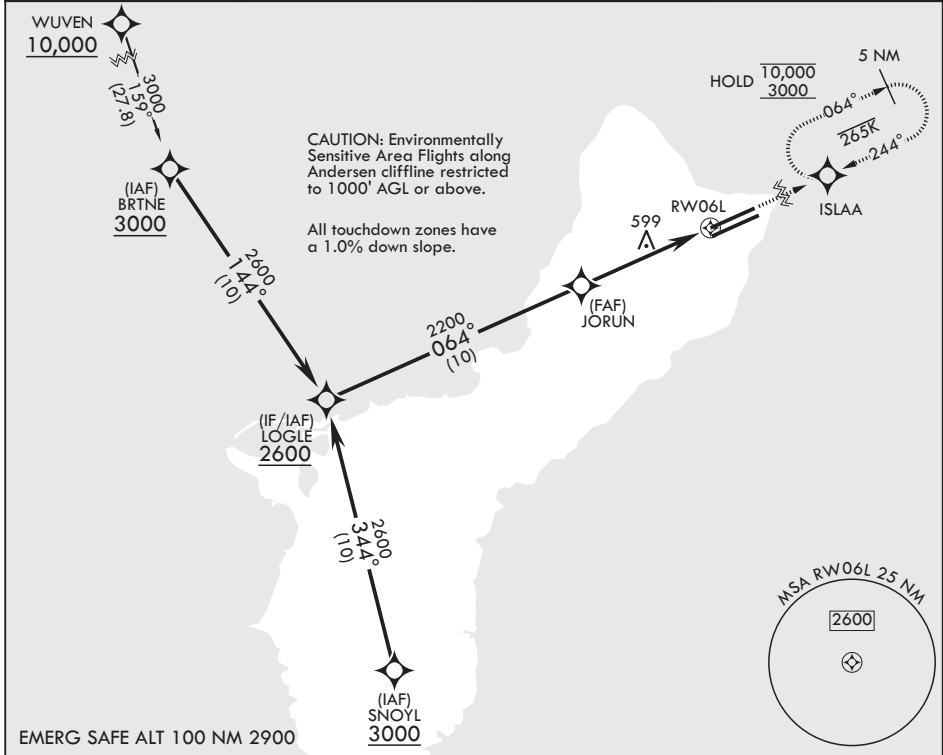 WUVEN
10,000
3000
159°
(27.8)
(IAF)
BRTNE
3000
CAUTION: Environmentally
Sensitive Area Flights along
Andersen cliffline restricted
to 1000' AGL or above.
All touchdown zones have
a 1.0% down slope.
HOLD
10,000
3000
5 NM
064°
265K
244°
ISLAA
RW06L
599
(FAF)
JORUN
2600
144°
(10)
2200
064°
(10)
(IF/IAF)
LOGLE
2600
2600
344°
(10)
(IAF)
SNOYL
3000
MSA RW06L 25 NM
2600
EMERG SAFE ALT 100 NM 2900